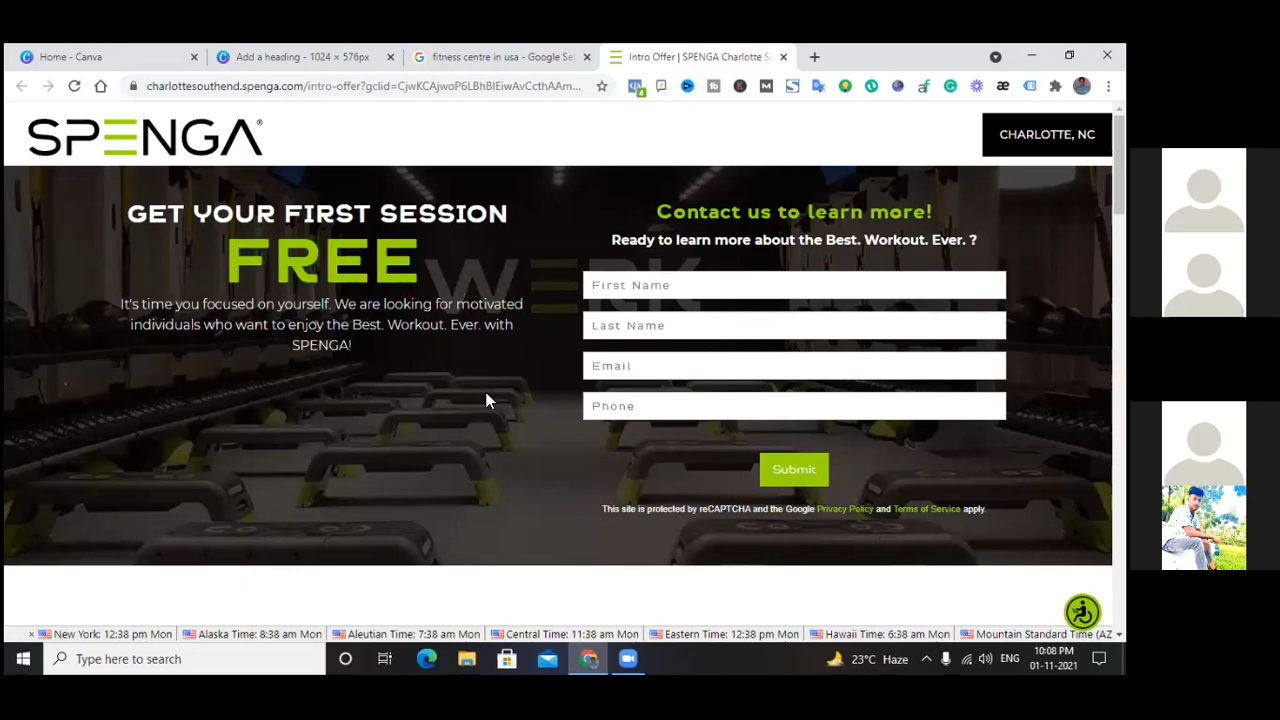 Home - Canva
Add a heading - 1024 × 576px
fitness centre in usa - Google Se
Intro Offer | SPENGA Charlotte S
charlottesouthend.spenga.com/intro-offer?gclid=CjwKCAjwoP6LBhBlEiwAvCcthAAm...
SPENGA®
CHARLOTTE, NC
WERK
GET YOUR FIRST SESSION
FREE
It's time you focused on yourself. We are looking for motivated
individuals who want to enjoy the Best. Workout. Ever. with
SPENGA!
Contact us to learn more!
Ready to learn more about the Best. Workout. Ever. ?
First Name
Last Name
Email
Phone
Submit
This site is protected by reCAPTCHA and the Google Privacy Policy and Terms of Service apply.
New York: 12:38 pm Mon
Alaska Time: 8:38 am Mon
Aleutian Time: 7:38 am Mon
Central Time: 11:38 am Mon
Eastern Time: 12:38 pm Mon
Hawaii Time: 6:38 am Mon
Mountain Standard Time (AZ
Type here to search
23°C Haze
ENG
10:08 PM
01-11-2021